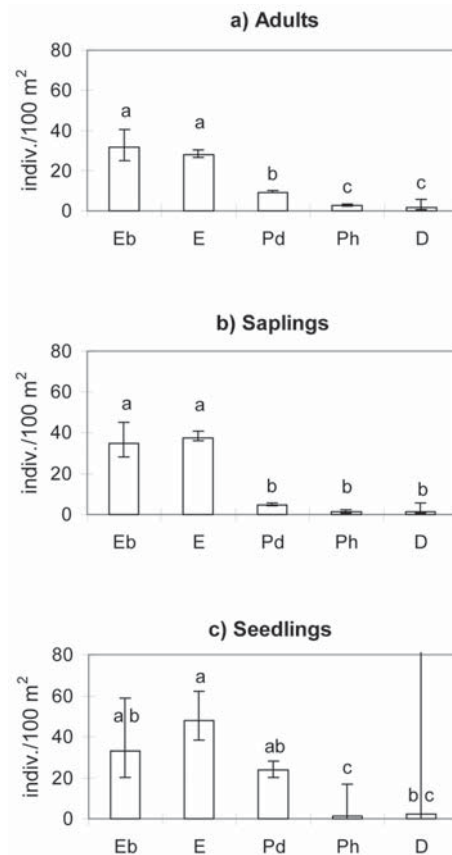 a) Adults
indiv./100 m²
80
60
40
20
0
a
a
b
c
c
Eb E Pd Ph D
b) Saplings
indiv./100 m²
80
60
40
20
0
a
a
b
b
b
Eb E Pd Ph D
c) Seedlings
indiv./100 m²
80
60
40
20
0
a b
a
ab
c
b c
Eb E Pd Ph D